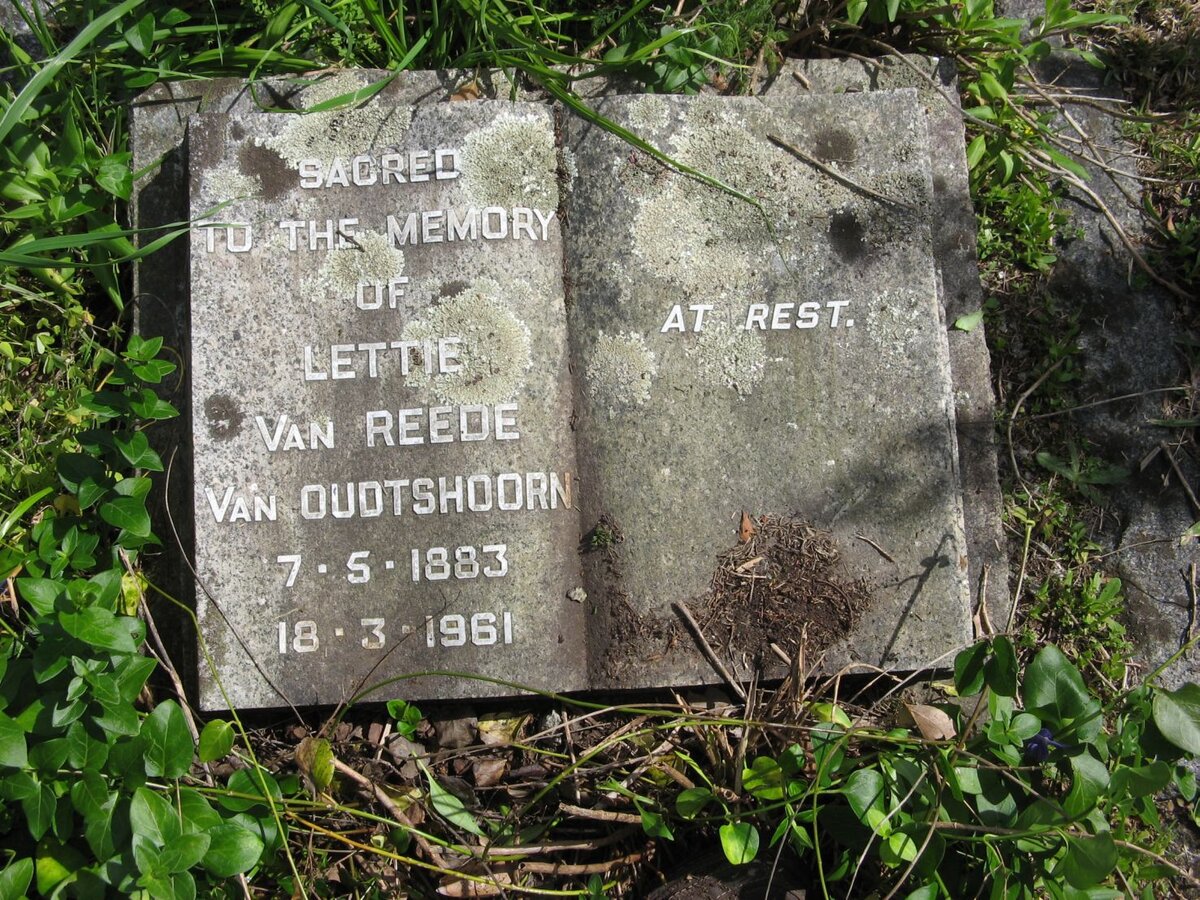 SACRED
TO THE MEMORY
OF
LETTIE
VAN REEDE
VAN OUDTSHOORN
7·5·1883
18·3·1961
AT REST.